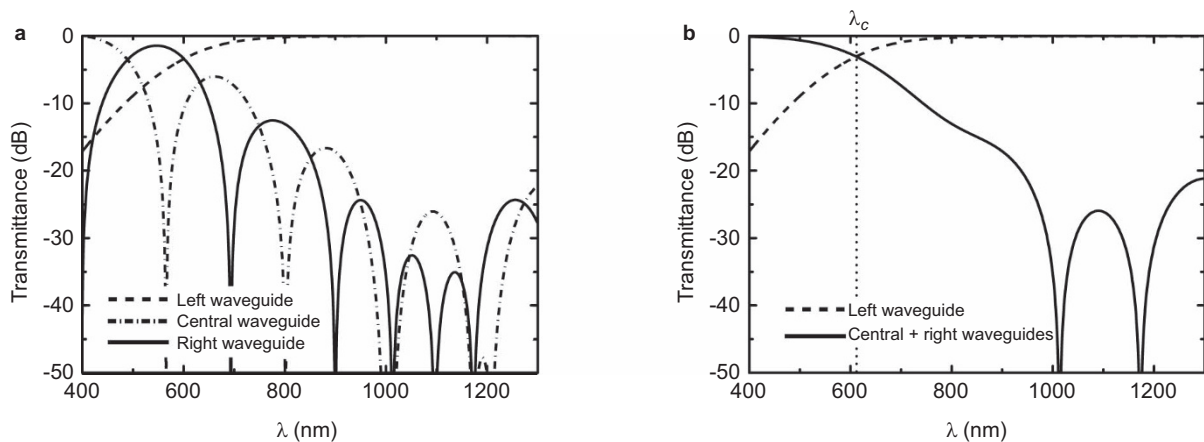 a
0
-10
-20
-30
-40
-50
Transmittance (dB)
Left waveguide
Central waveguide
Right waveguide
400 600 800 1000 1200
λ (nm)
b
λc
0
-10
-20
-30
-40
-50
Transmittance (dB)
Left waveguide
Central + right waveguides
400 600 800 1000 1200
λ (nm)